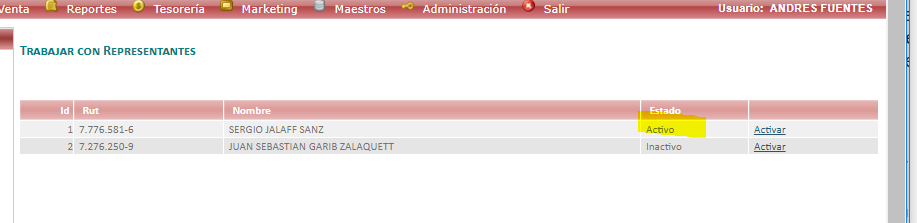 Venta Reportes Tesorería Marketing Maestros Administración Salir Usuario: ANDRES FUENTES
TRABAJAR CON REPRESENTANTES
Id Rut Nombre Estado
1 7.776.581-6 SERGIO JALAFF SANZ Activo Activar
2 7.276.250-9 JUAN SEBASTIAN GARIB ZALAQUETT Inactivo Activar